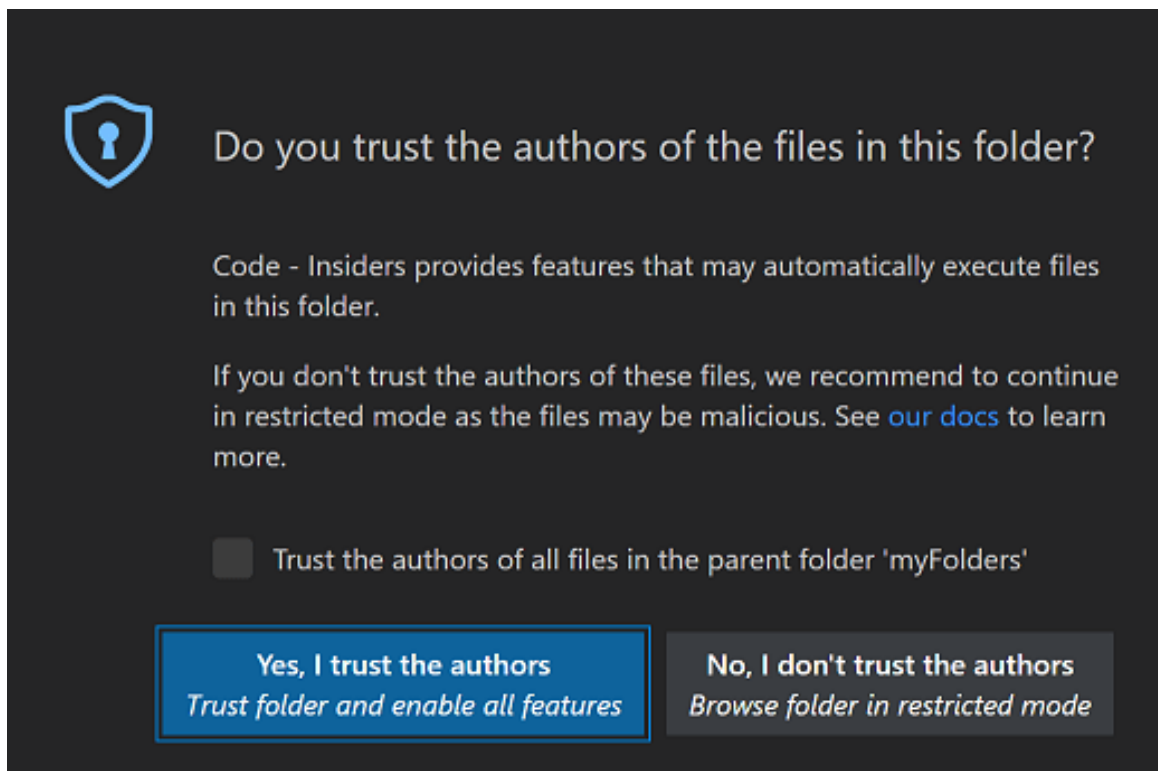 Do you trust the authors of the files in this folder?
Code - Insiders provides features that may automatically execute files
in this folder.
If you don't trust the authors of these files, we recommend to continue
in restricted mode as the files may be malicious. See our docs to learn
more.
Trust the authors of all files in the parent folder 'myFolders'
Yes, I trust the authors
Trust folder and enable all features
No, I don't trust the authors
Browse folder in restricted mode